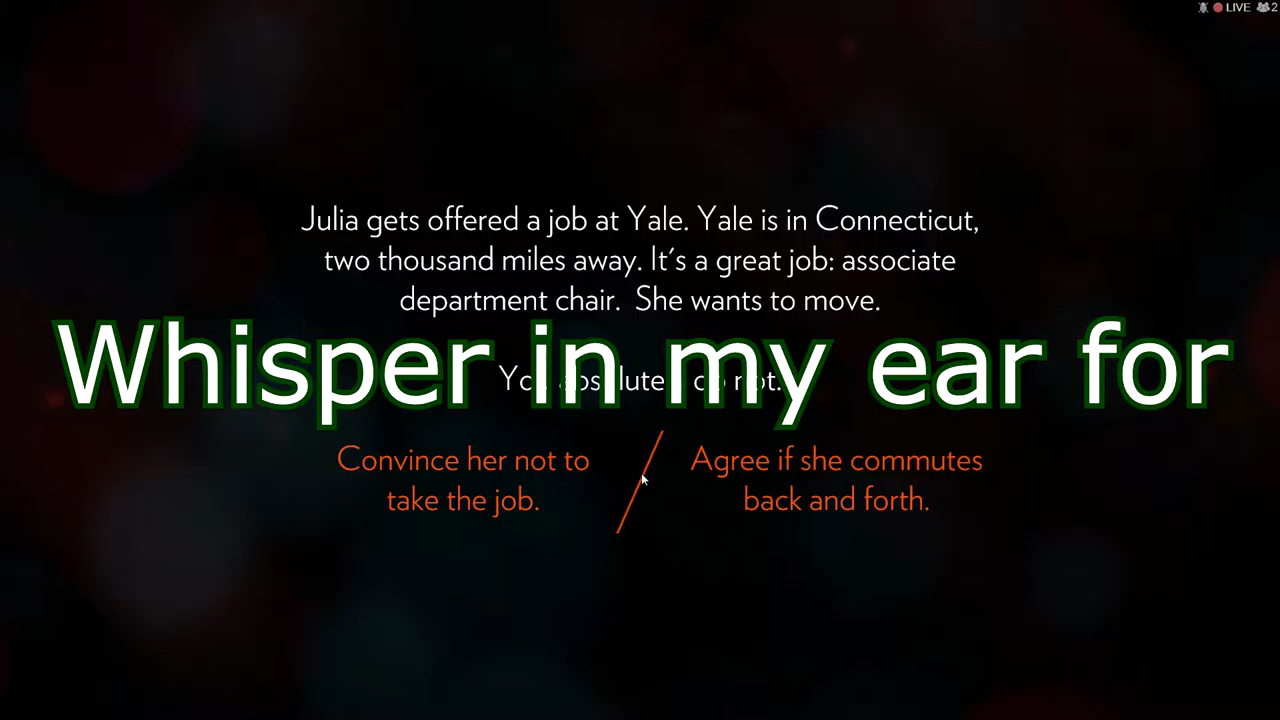 LIVE 2
Julia gets offered a job at Yale. Yale is in Connecticut,
two thousand miles away. It's a great job: associate
department chair.  She wants to move.
Whisper in my ear for
not.
Convince her not to
take the job.
Agree if she commutes
back and forth.